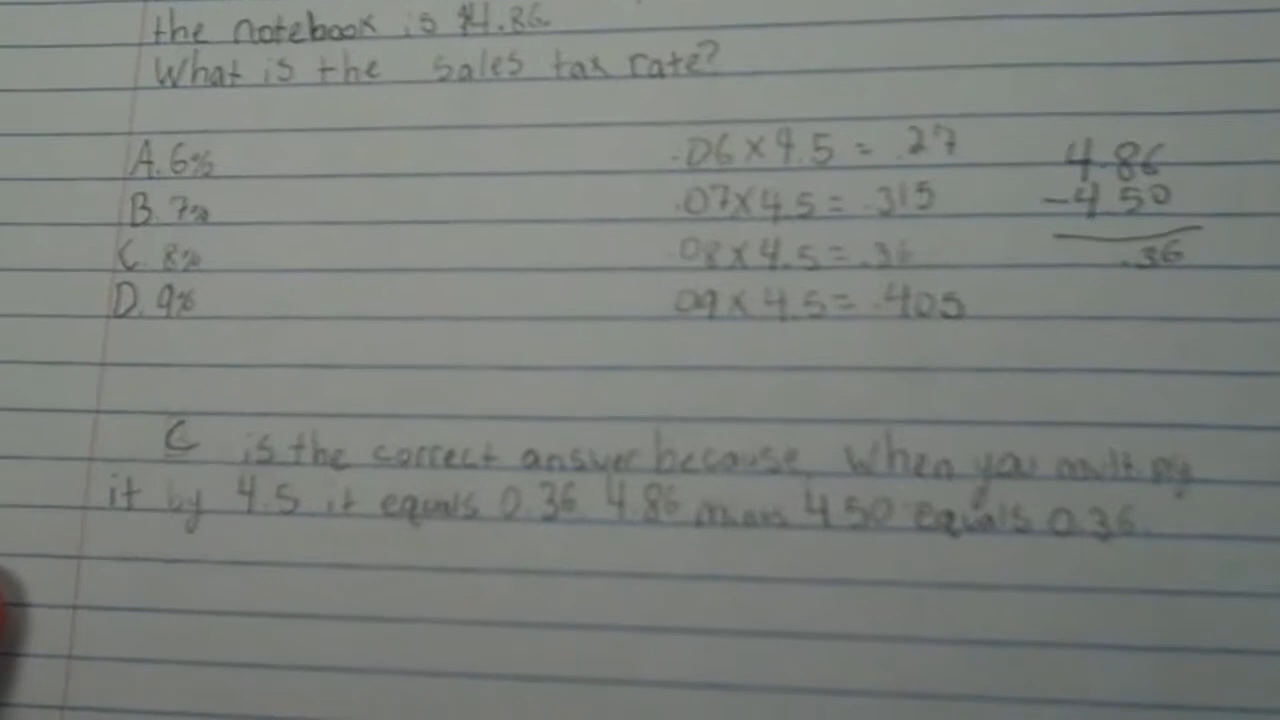 the notebook is $4.86
What is the sales tax rate?
A. 6% .06 x 4.5 = .27 4.86
B. 7% .07 x 4.5 = .315 - 4.50
C. 8% .08 x 4.5 = .36 .36
D. 9% .09 x 4.5 = .405
C is the correct answer because when you multiply
it by 4.5 it equals 0.36 4.86 minus 4.50 equals 0.36.